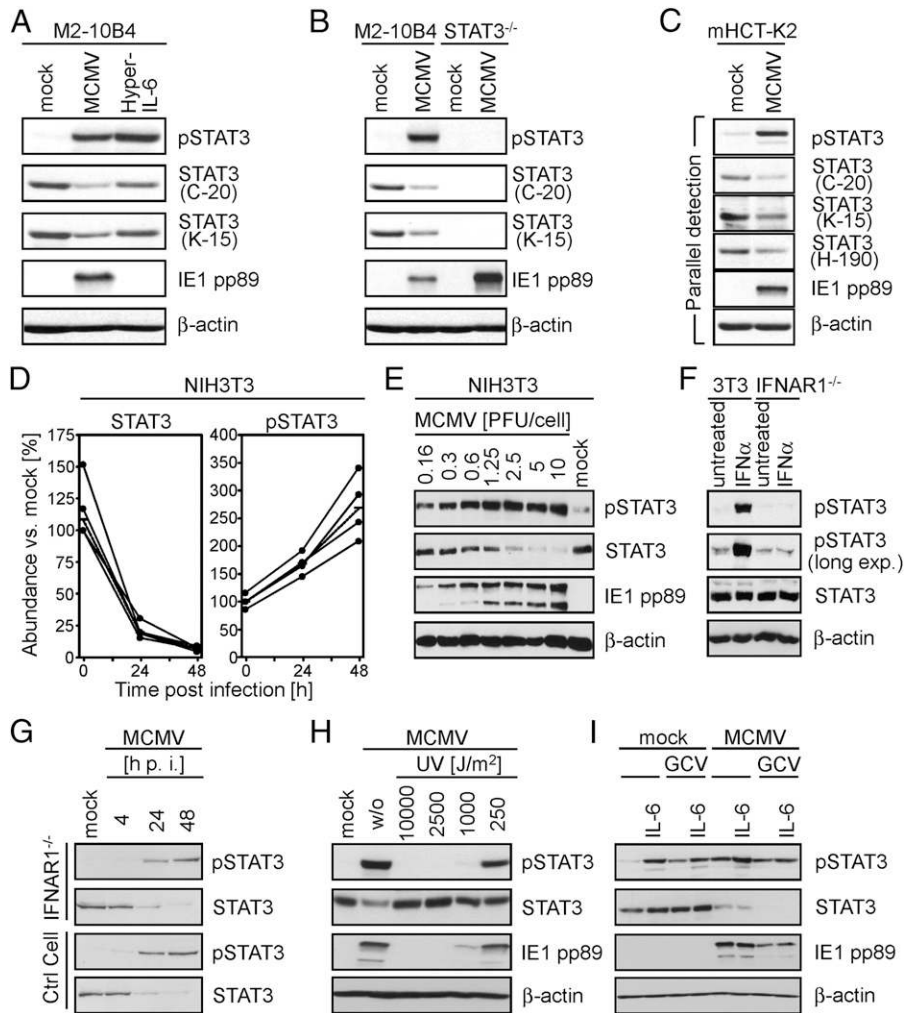 A
M2-10B4
mock
MCMV
Hyper-
IL-6
pSTAT3
STAT3
(C-20)
STAT3
(K-15)
IE1 pp89
β-actin
B
M2-10B4 STAT3-/-
mock
MCMV
mock
MCMV
pSTAT3
STAT3
(C-20)
STAT3
(K-15)
IE1 pp89
β-actin
C
mHCT-K2
mock
MCMV
Parallel detection
pSTAT3
STAT3
(C-20)
STAT3
(K-15)
STAT3
(H-190)
IE1 pp89
β-actin
D
NIH3T3
STAT3
pSTAT3
Abundance vs. mock [%]
175
150
125
100
75
50
25
0
400
350
300
250
200
150
100
50
0
0 24 48
0 24 48
Time post infection [h]
E
NIH3T3
MCMV [PFU/cell]
0.16
0.3
0.6
1.25
2.5
5
10
mock
pSTAT3
STAT3
IE1 pp89
β-actin
F
3T3 IFNAR1-/-
untreated
IFNα
untreated
IFNα
pSTAT3
pSTAT3
(long exp.)
STAT3
β-actin
G
MCMV
[h p. i.]
mock
4
24
48
IFNAR1-/-
pSTAT3
STAT3
Ctrl Cell
pSTAT3
STAT3
H
MCMV
UV [J/m2]
mock
w/o
10000
2500
1000
250
pSTAT3
STAT3
IE1 pp89
β-actin
I
mock MCMV
GCV GCV
IL-6
IL-6
IL-6
IL-6
pSTAT3
STAT3
IE1 pp89
β-actin